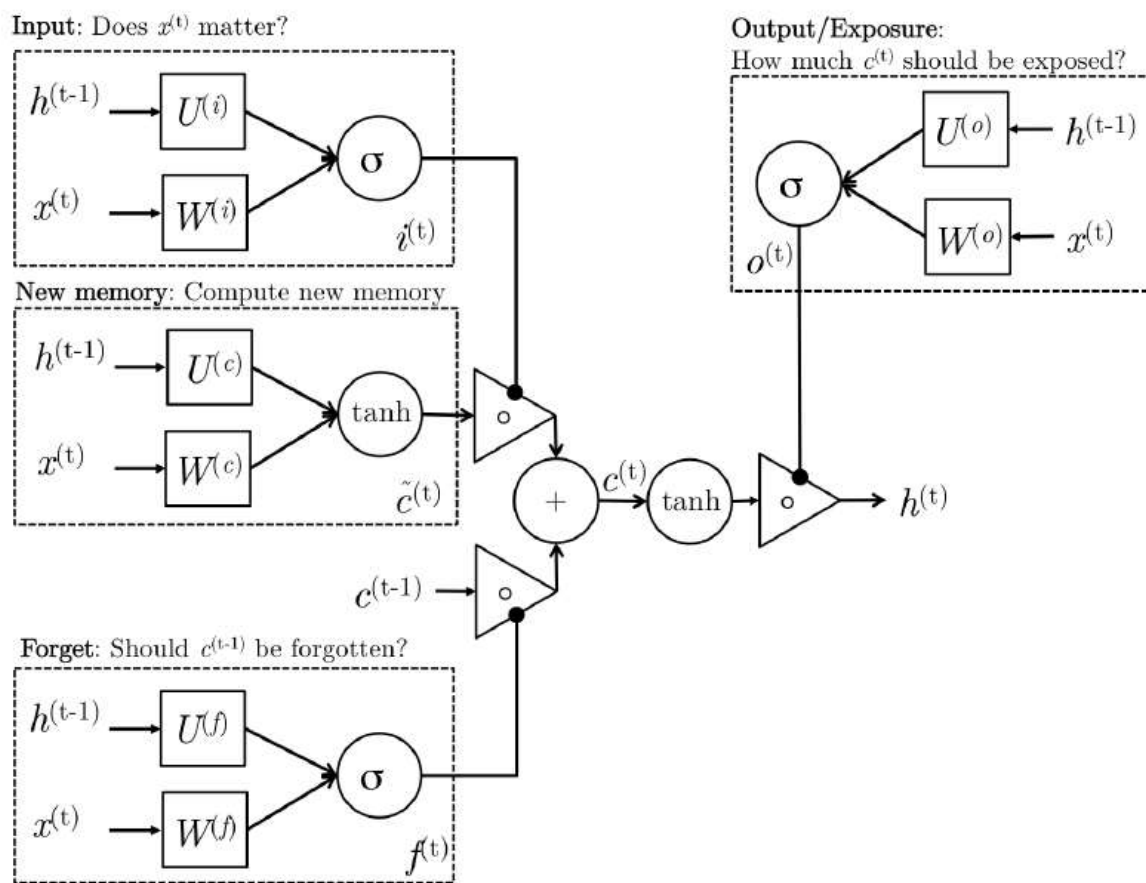 Input: Does x⁽ᵗ⁾ matter?
h⁽ᵗ⁻¹⁾
U⁽ⁱ⁾
σ
x⁽ᵗ⁾
W⁽ⁱ⁾
i⁽ᵗ⁾
New memory: Compute new memory
h⁽ᵗ⁻¹⁾
U⁽ᶜ⁾
tanh
x⁽ᵗ⁾
W⁽ᶜ⁾
c̃⁽ᵗ⁾
∘
+
c⁽ᵗ⁻¹⁾
∘
Forget: Should c⁽ᵗ⁻¹⁾ be forgotten?
h⁽ᵗ⁻¹⁾
U⁽ᶠ⁾
σ
x⁽ᵗ⁾
W⁽ᶠ⁾
f⁽ᵗ⁾
c⁽ᵗ⁾
tanh
∘
h⁽ᵗ⁾
Output/Exposure:
How much c⁽ᵗ⁾ should be exposed?
U⁽ᵒ⁾
h⁽ᵗ⁻¹⁾
σ
W⁽ᵒ⁾
x⁽ᵗ⁾
o⁽ᵗ⁾